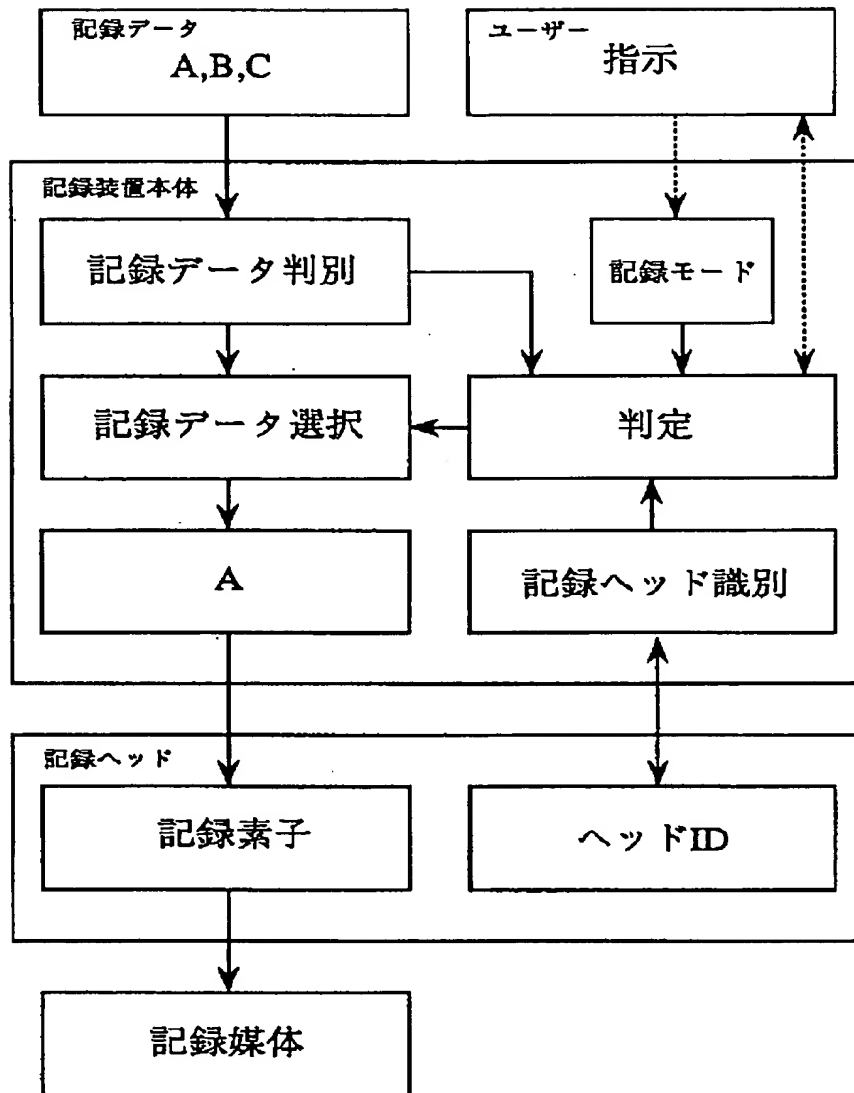 記録データ
A,B,C
ユーザー
指示
記録装置本体
記録データ判別
記録モード
記録データ選択
判定
A
記録ヘッド識別
記録ヘッド
記録素子
ヘッドID
記録媒体